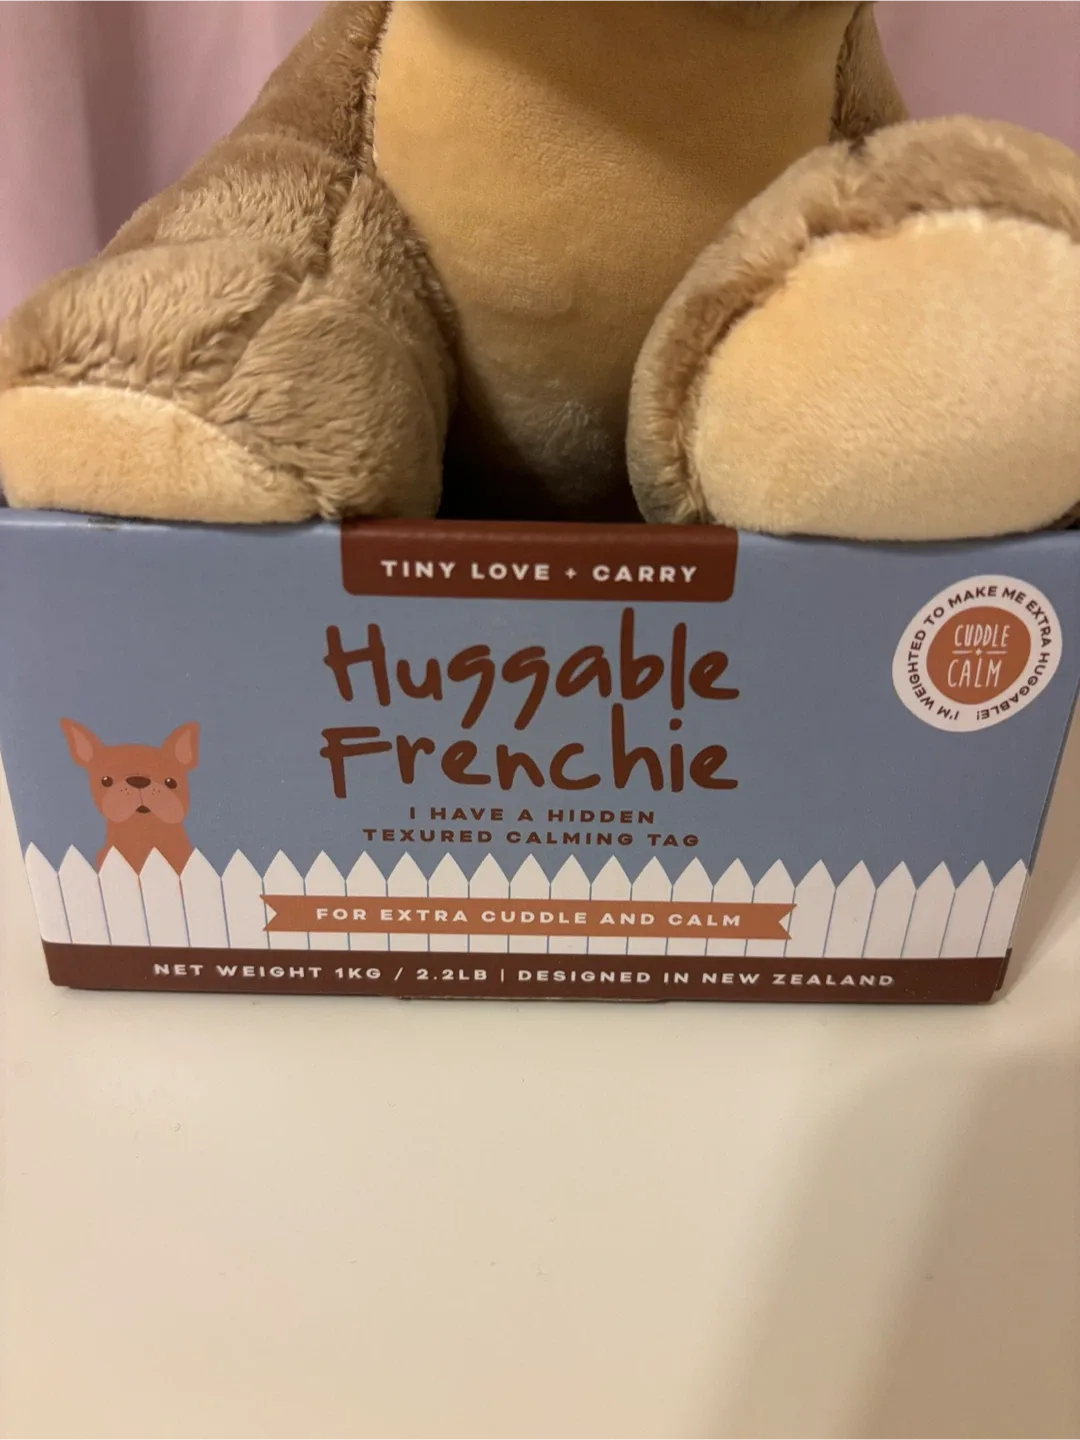 TINY LOVE + CARRY
Huggable
Frenchie
I HAVE A HIDDEN
TEXURED CALMING TAG
I'M WEIGHTED TO MAKE ME EXTRA HUGGABLE!
CUDDLE
+
CALM
FOR EXTRA CUDDLE AND CALM
NET WEIGHT 1KG / 2.2LB | DESIGNED IN NEW ZEALAND